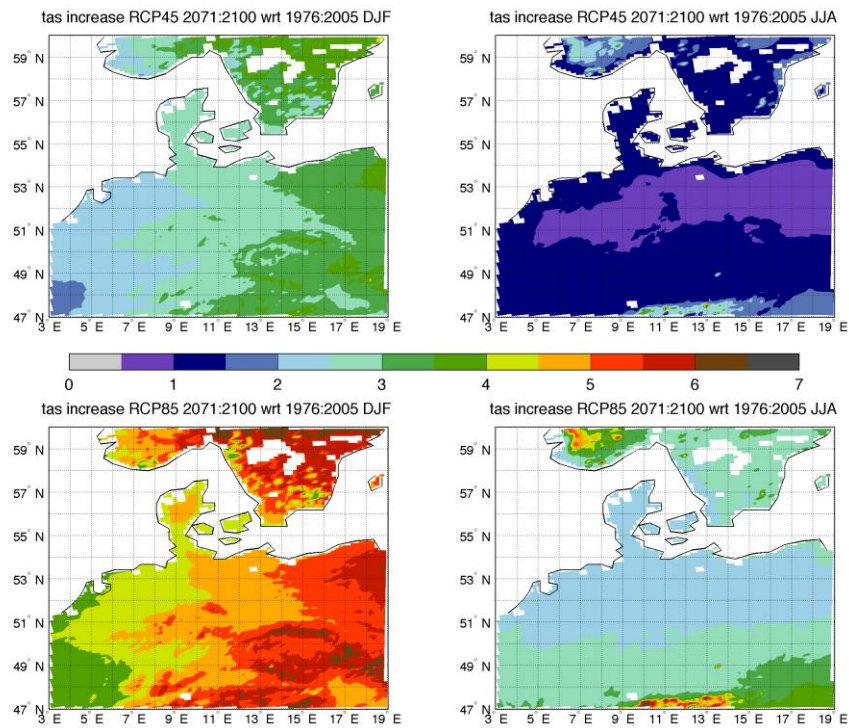 tas increase RCP45 2071:2100 wrt 1976:2005 DJF
59° N
57° N
55° N
53° N
51° N
49° N
47° N
3° E 5° E 7° E 9° E 11° E 13° E 15° E 17° E 19° E
tas increase RCP45 2071:2100 wrt 1976:2005 JJA
59° N
57° N
55° N
53° N
51° N
49° N
47° N
3° E 5° E 7° E 9° E 11° E 13° E 15° E 17° E 19° E
0 1 2 3 4 5 6 7
tas increase RCP85 2071:2100 wrt 1976:2005 DJF
59° N
57° N
55° N
53° N
51° N
49° N
47° N
3° E 5° E 7° E 9° E 11° E 13° E 15° E 17° E 19° E
tas increase RCP85 2071:2100 wrt 1976:2005 JJA
59° N
57° N
55° N
53° N
51° N
49° N
47° N
3° E 5° E 7° E 9° E 11° E 13° E 15° E 17° E 19° E